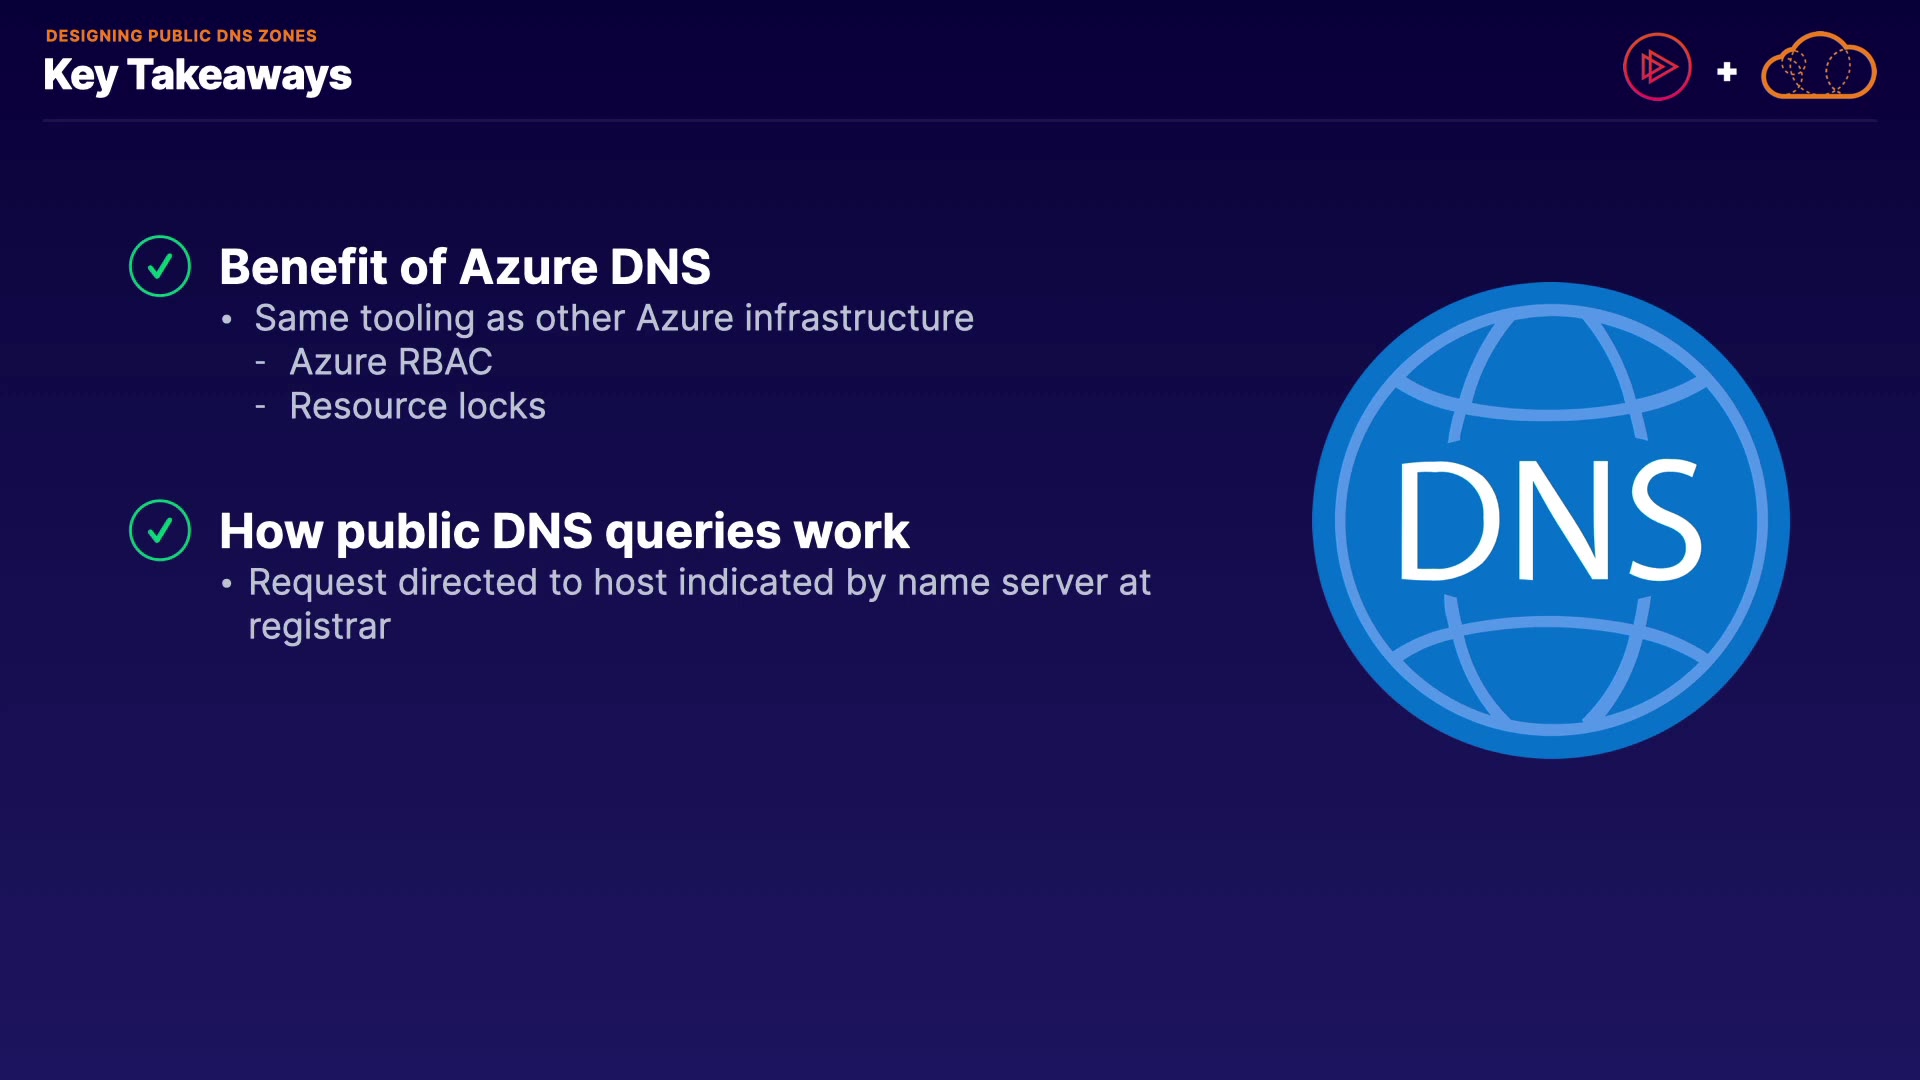 DESIGNING PUBLIC DNS ZONES
Key Takeaways
Benefit of Azure DNS
• Same tooling as other Azure infrastructure
- Azure RBAC
- Resource locks
How public DNS queries work
• Request directed to host indicated by name server at
registrar
DNS